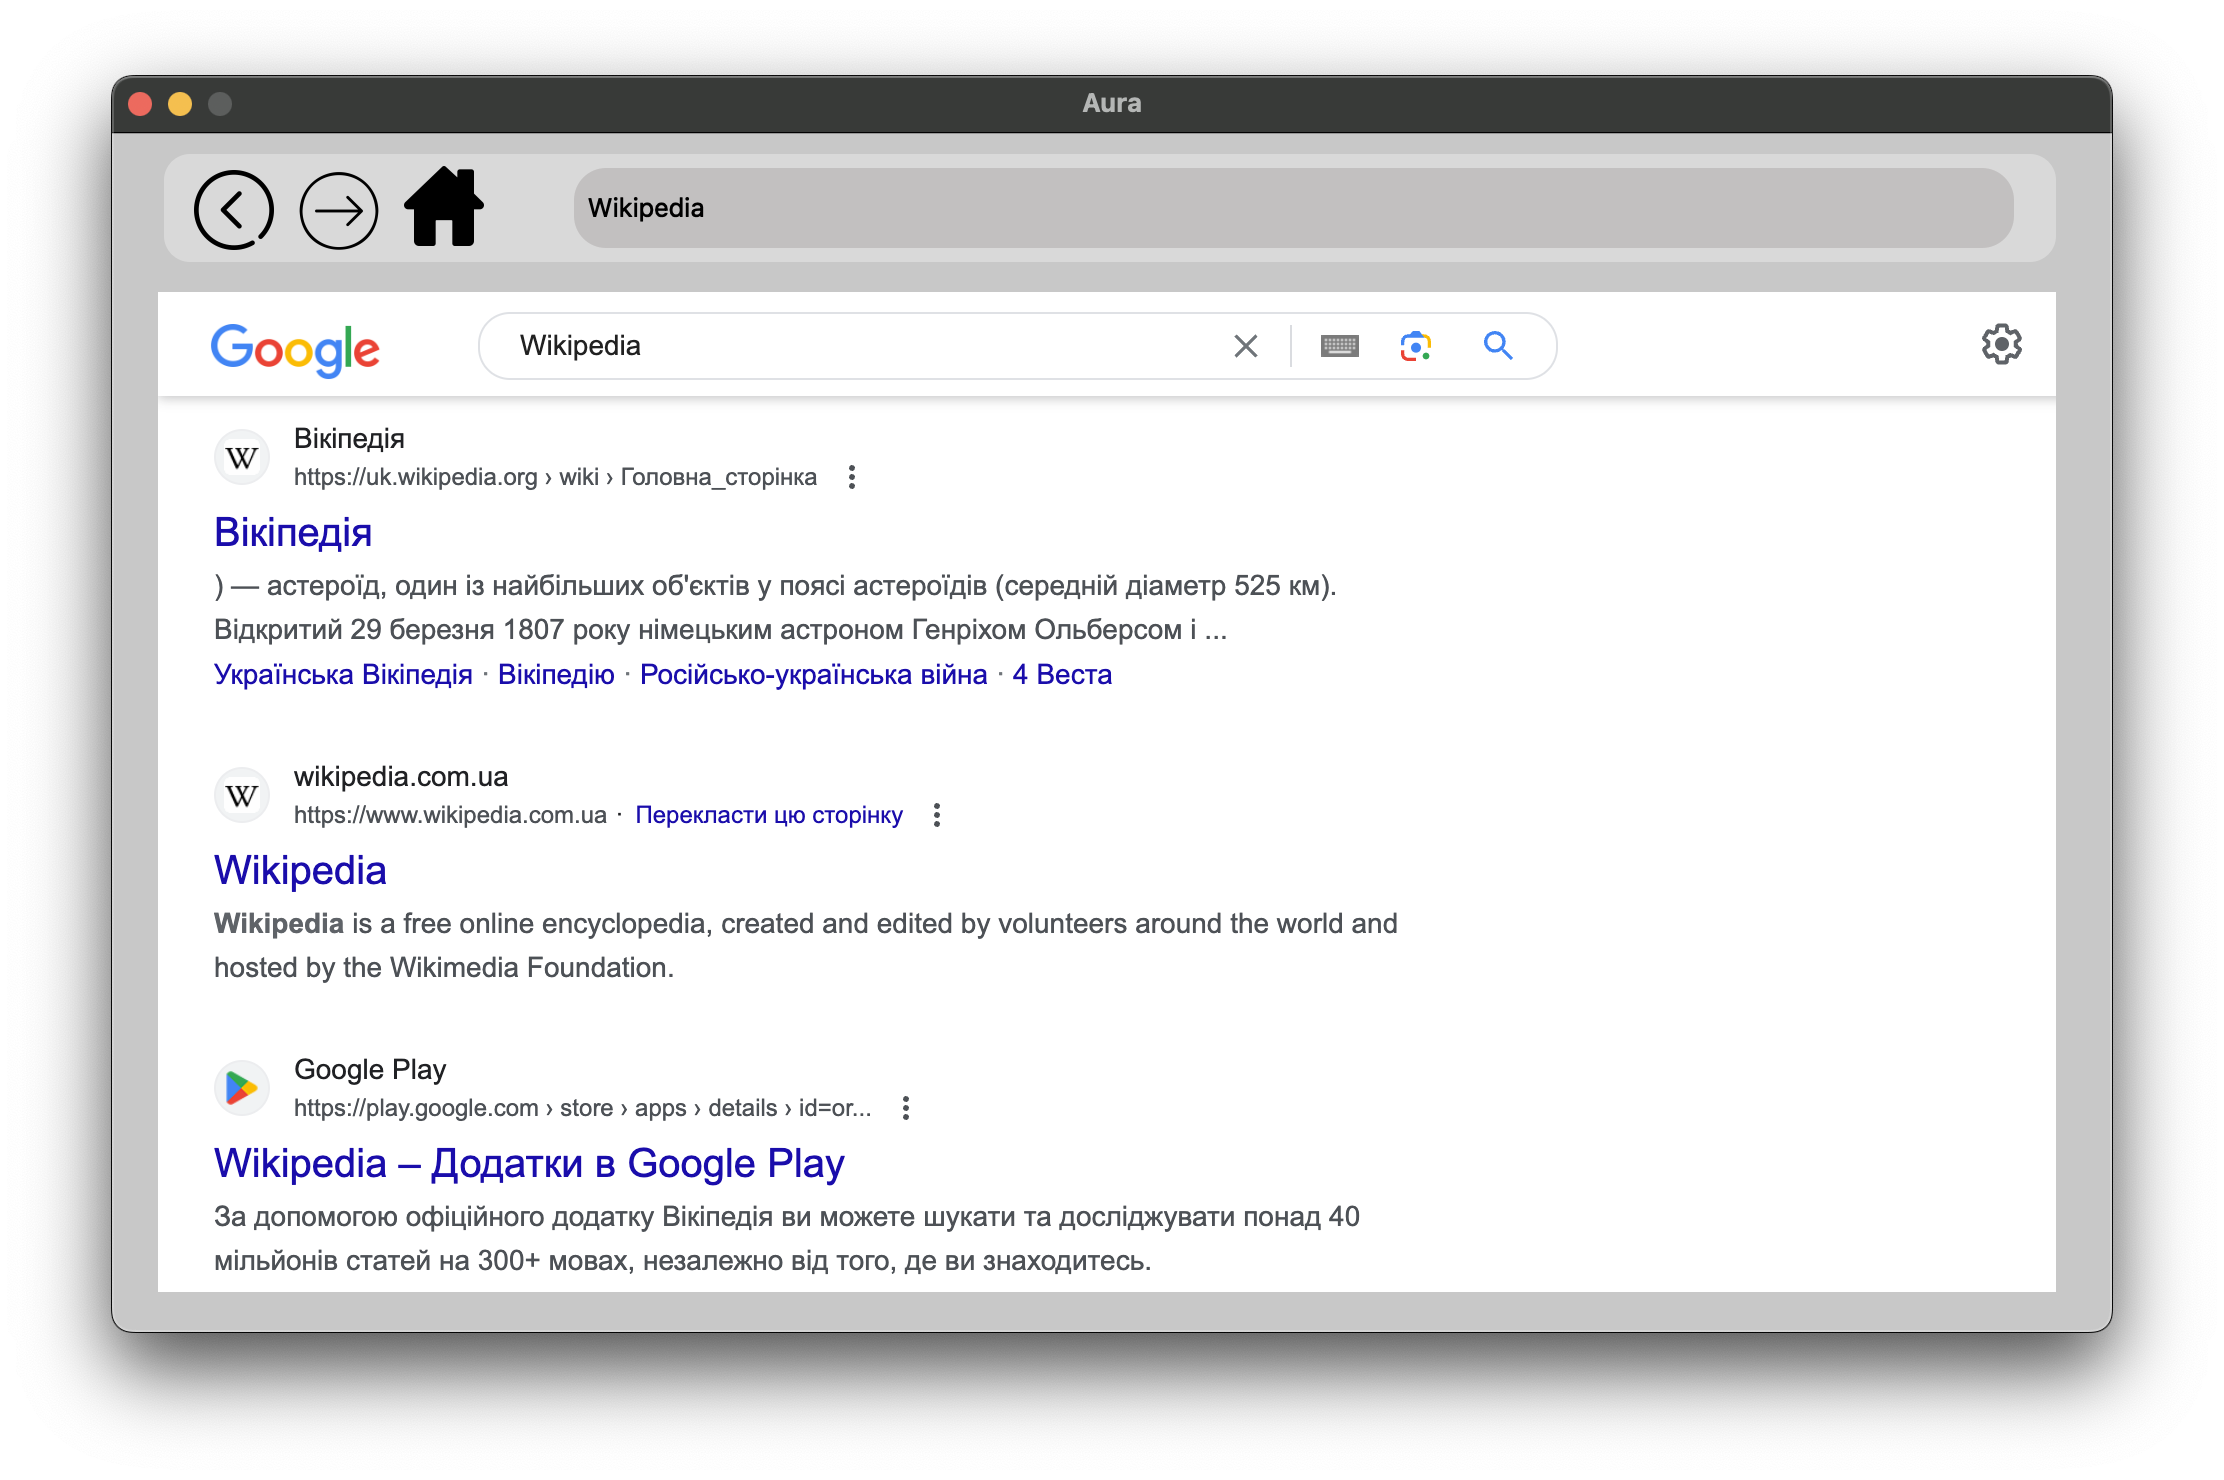 Aura
Wikipedia
Google
Wikipedia
W
Вікіпедія
https://uk.wikipedia.org › wiki › Головна_сторінка
Вікіпедія
) — астероїд, один із найбільших об'єктів у поясі астероїдів (середній діаметр 525 км).
Відкритий 29 березня 1807 року німецьким астроном Генріхом Ольберсом і ...
Українська Вікіпедія · Вікіпедію · Російсько-українська війна · 4 Веста
W
wikipedia.com.ua
https://www.wikipedia.com.ua · Перекласти цю сторінку
Wikipedia
Wikipedia is a free online encyclopedia, created and edited by volunteers around the world and
hosted by the Wikimedia Foundation.
Google Play
https://play.google.com › store › apps › details › id=or...
Wikipedia – Додатки в Google Play
За допомогою офіційного додатку Вікіпедія ви можете шукати та досліджувати понад 40
мільйонів статей на 300+ мовах, незалежно від того, де ви знаходитесь.